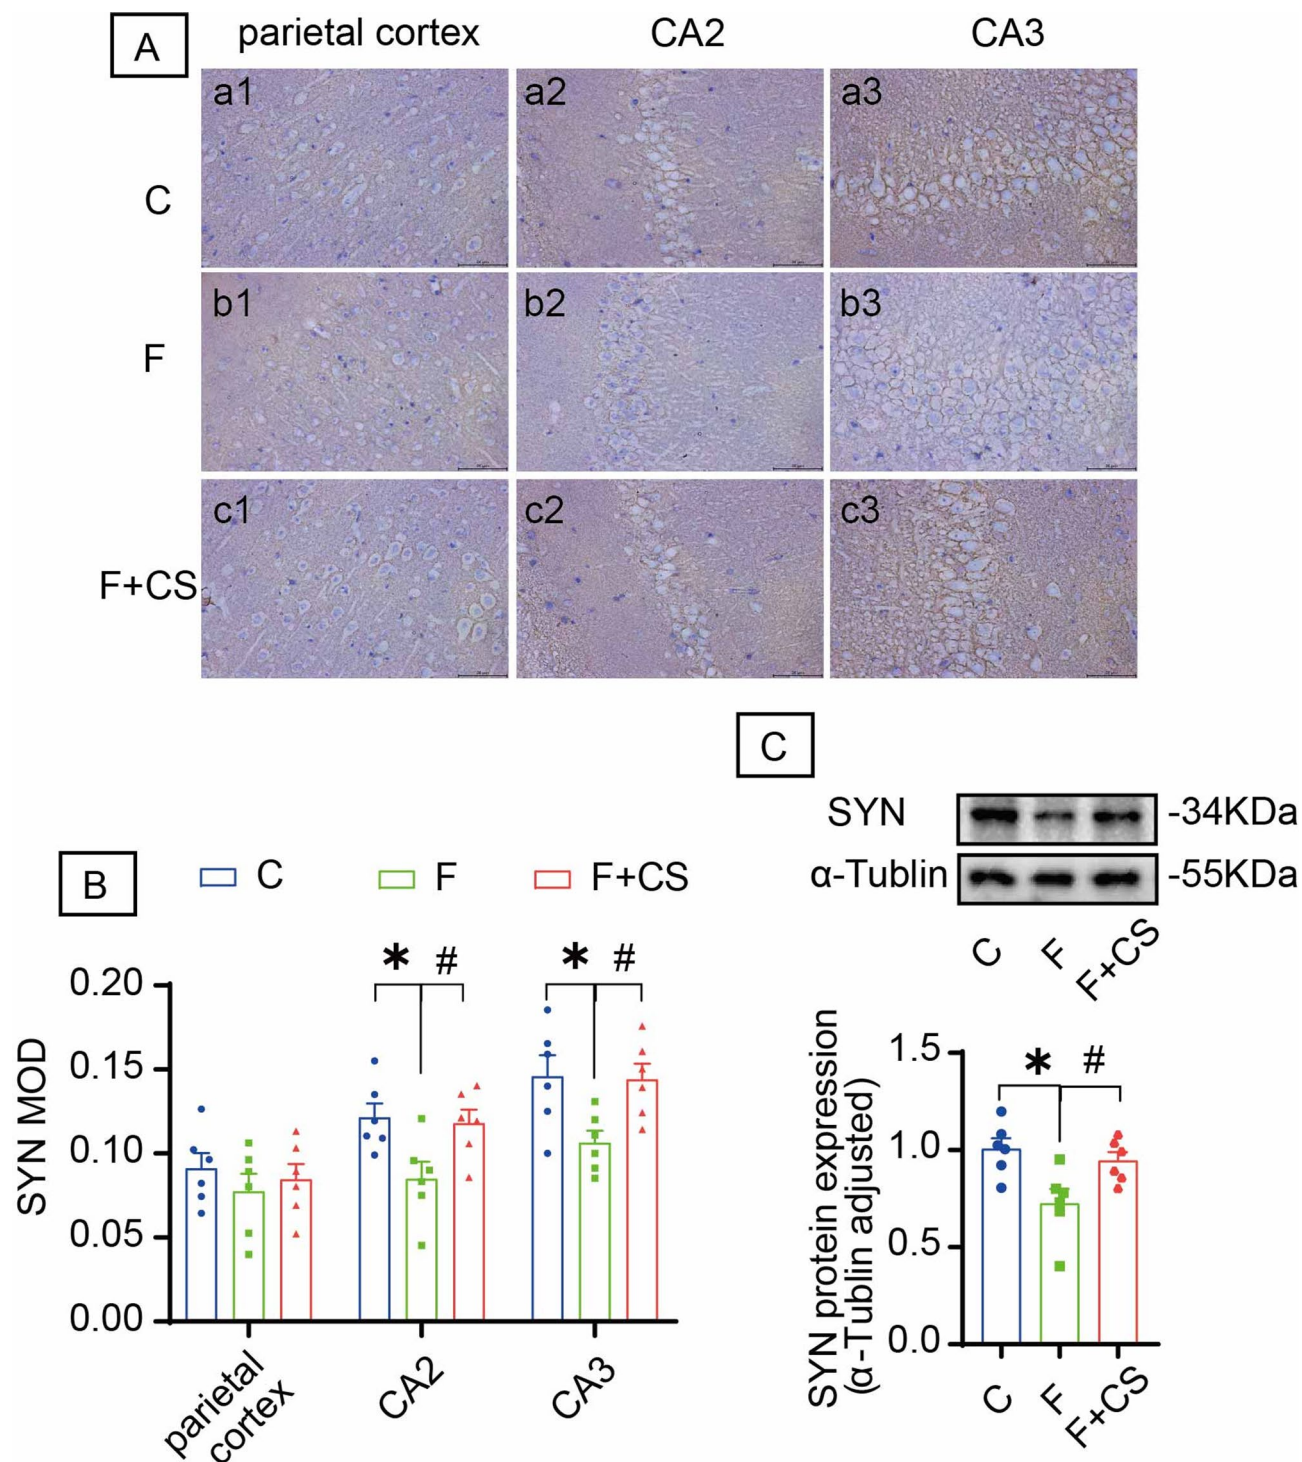 A
parietal cortex CA2 CA3
C
a1 a2 a3
F
b1 b2 b3
F+CS
c1 c2 c3
B
C F F+CS
SYN MOD
0.20
0.15
0.10
0.05
0.00
* # * #
parietal
cortex
CA2
CA3
C
SYN -34KDa
α-Tublin -55KDa
C F F+CS
SYN protein expression
(α-Tublin adjusted)
1.5
1.0
0.5
0.0
* #
C F F+CS